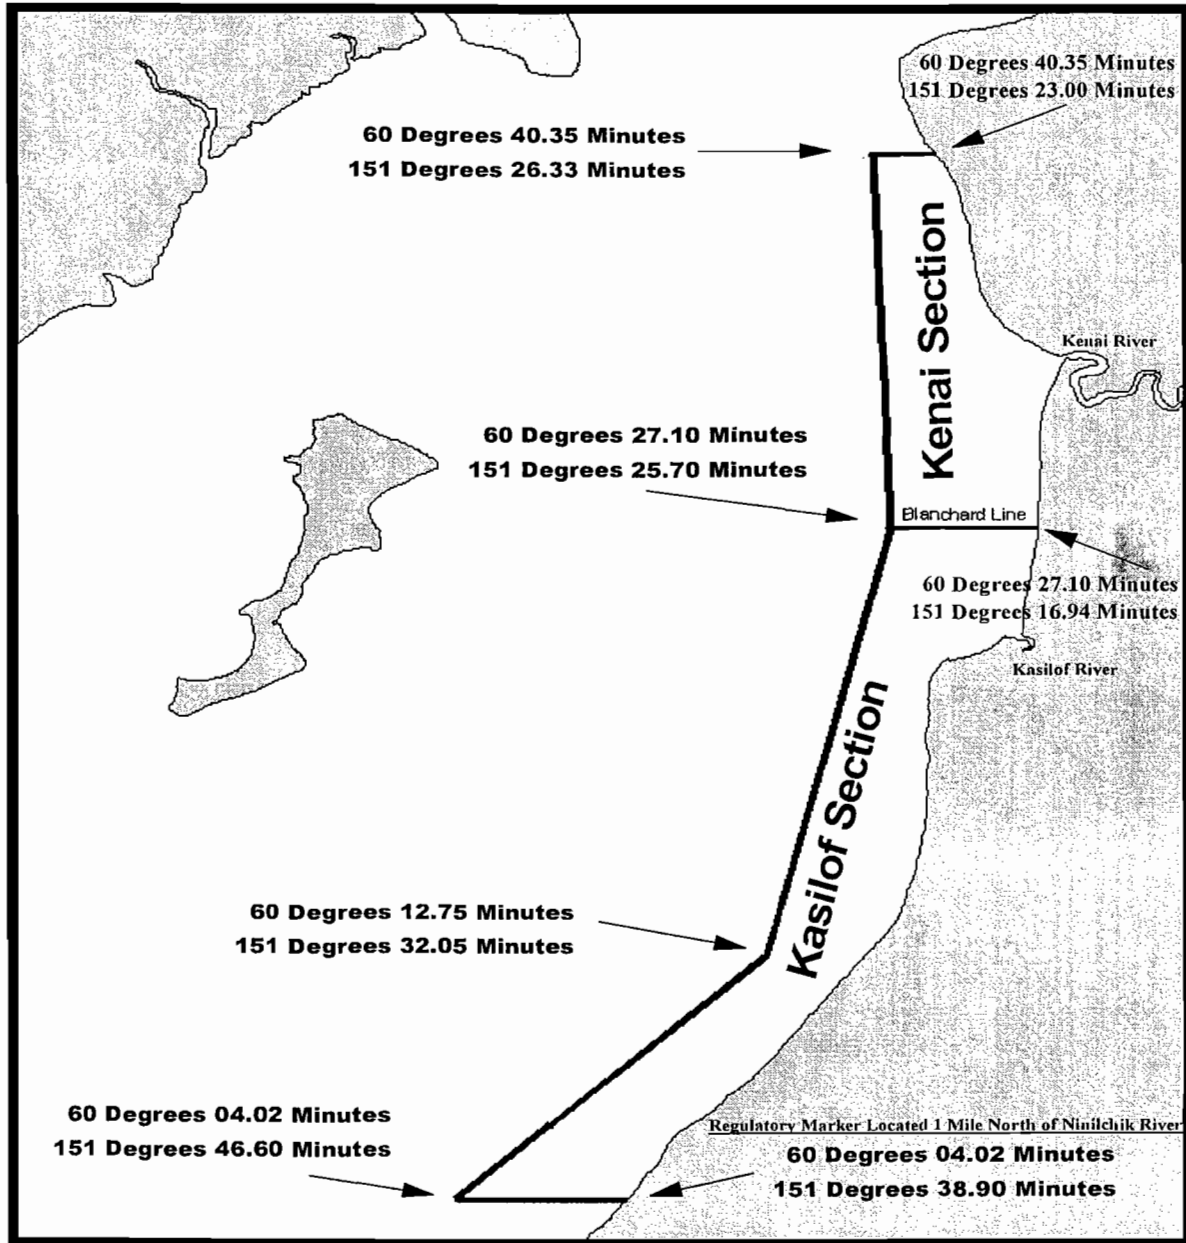 60 Degrees 40.35 Minutes
151 Degrees 23.00 Minutes
60 Degrees 40.35 Minutes
151 Degrees 26.33 Minutes
Kenai Section
Kenai River
60 Degrees 27.10 Minutes
151 Degrees 25.70 Minutes
Blanchard Line
60 Degrees 27.10 Minutes
151 Degrees 16.94 Minutes
Kasilof River
Kasilof Section
60 Degrees 12.75 Minutes
151 Degrees 32.05 Minutes
60 Degrees 04.02 Minutes
151 Degrees 46.60 Minutes
Regulatory Marker Located 1 Mile North of Ninilchik River
60 Degrees 04.02 Minutes
151 Degrees 38.90 Minutes